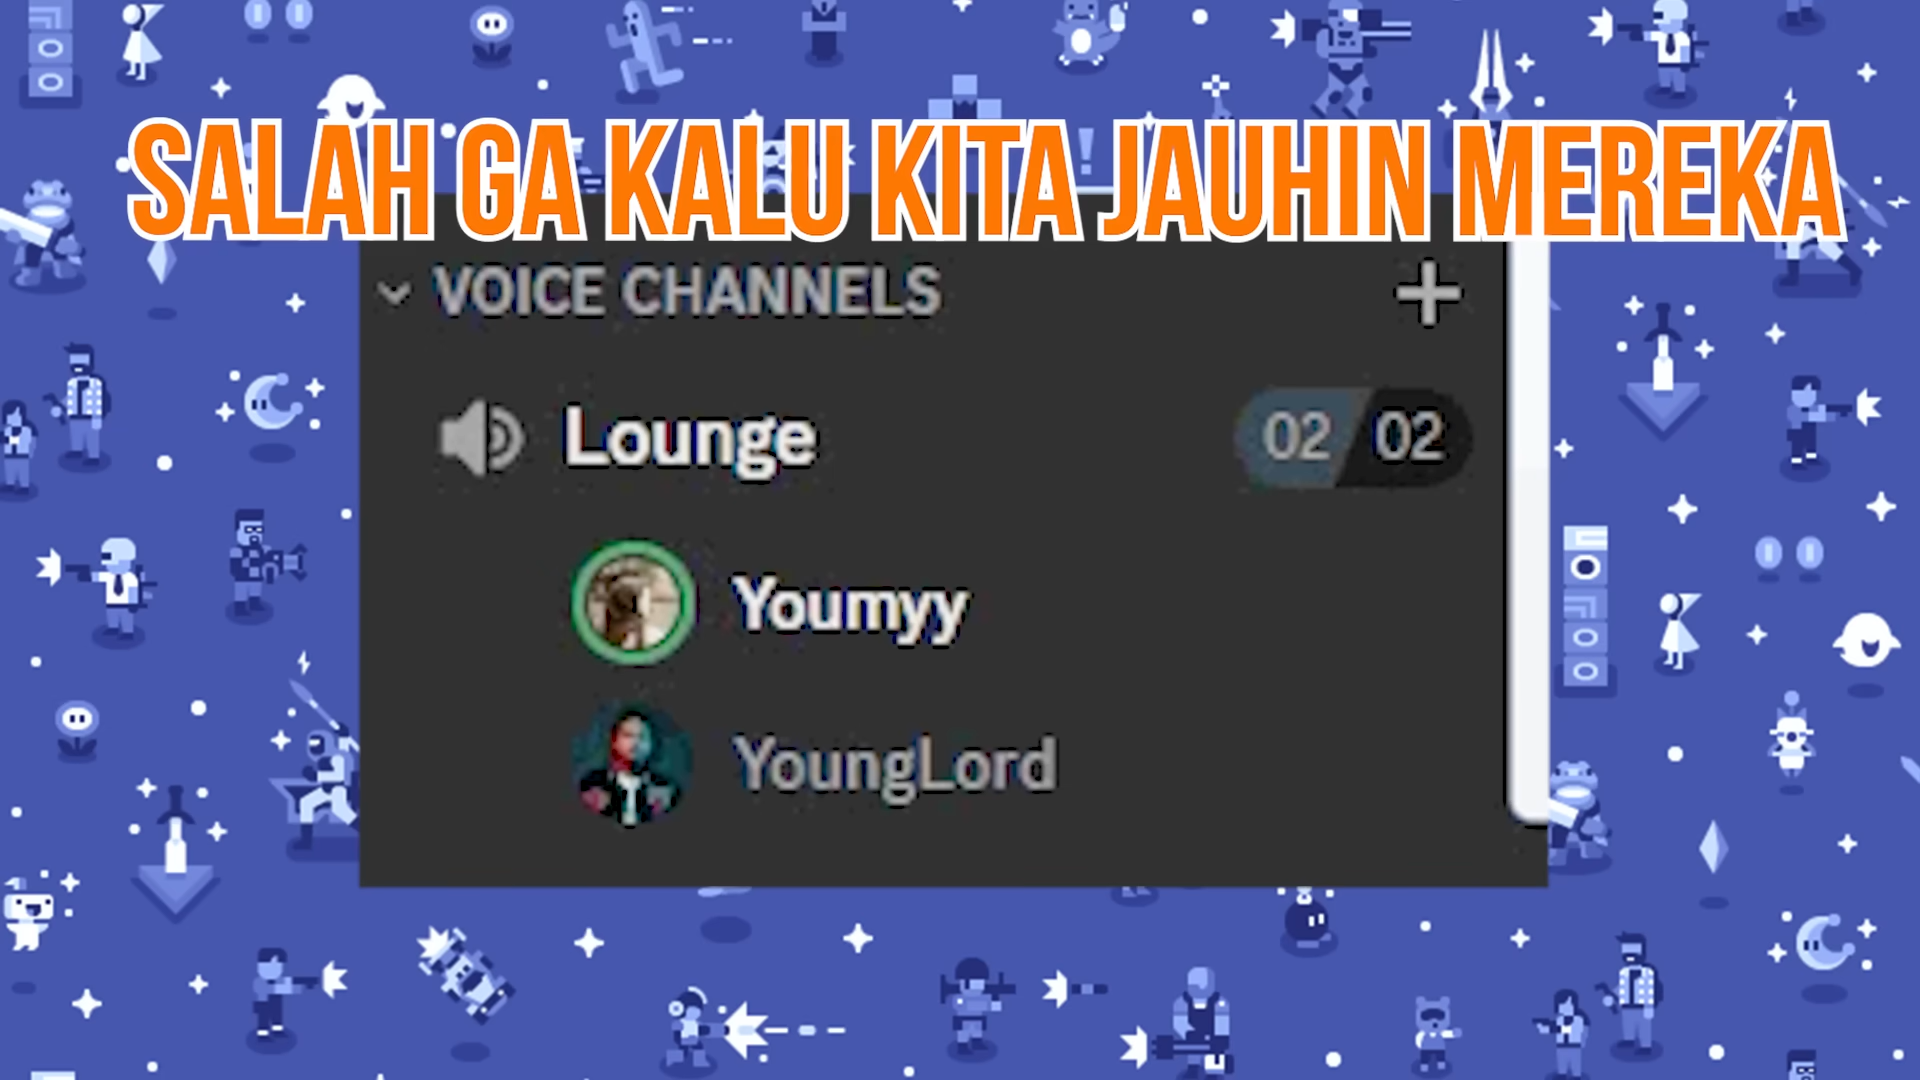 SALAH GA KALU KITA JAUHIN MEREKA
VOICE CHANNELS
Lounge 02 02
Youmyy
YoungLord